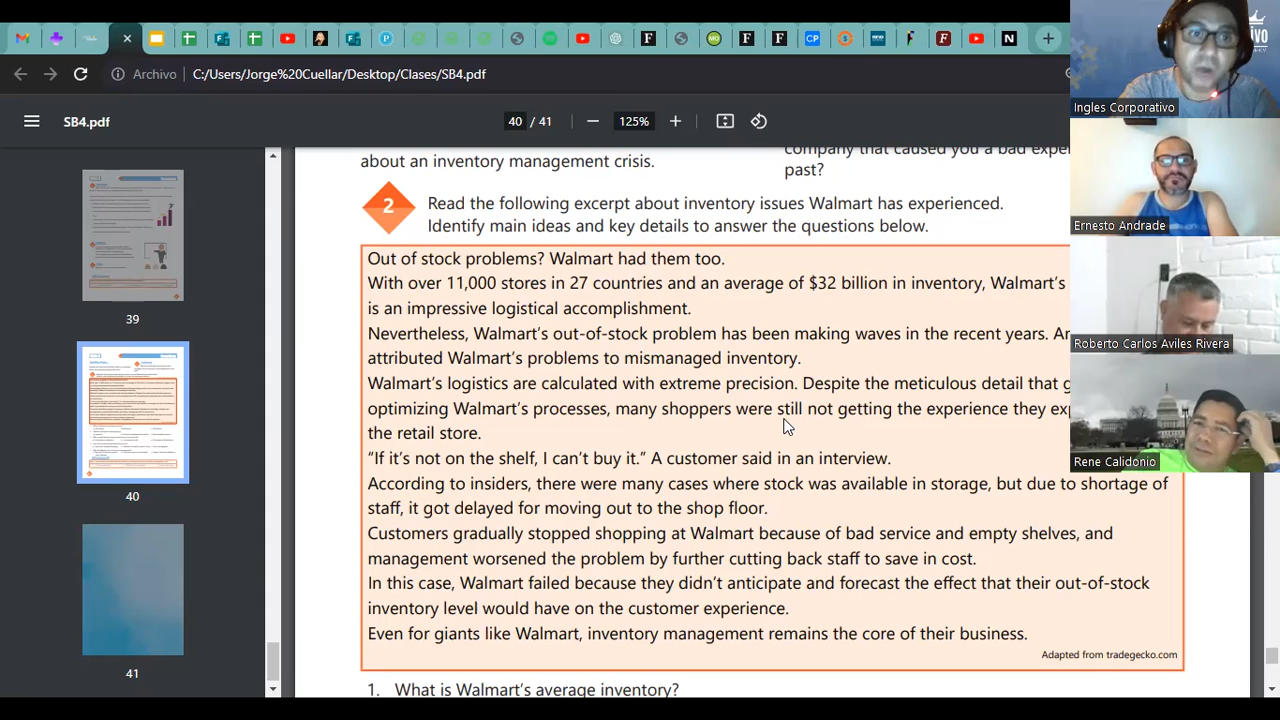 Archivo
C:/Users/Jorge%20Cuellar/Desktop/Clases/SB4.pdf
SB4.pdf
40 / 41
125%
39
40
41
company that caused you a bad expe
about an inventory management crisis.
past?
2
Read the following excerpt about inventory issues Walmart has experienced.
Identify main ideas and key details to answer the questions below.
Out of stock problems? Walmart had them too.
With over 11,000 stores in 27 countries and an average of $32 billion in inventory, Walmart's
is an impressive logistical accomplishment.
Nevertheless, Walmart's out-of-stock problem has been making waves in the recent years. An
attributed Walmart's problems to mismanaged inventory.
Walmart's logistics are calculated with extreme precision. Despite the meticulous detail that g
optimizing Walmart's processes, many shoppers were still not getting the experience they exp
the retail store.
“If it's not on the shelf, I can't buy it.” A customer said in an interview.
According to insiders, there were many cases where stock was available in storage, but due to shortage of
staff, it got delayed for moving out to the shop floor.
Customers gradually stopped shopping at Walmart because of bad service and empty shelves, and
management worsened the problem by further cutting back staff to save in cost.
In this case, Walmart failed because they didn't anticipate and forecast the effect that their out-of-stock
inventory level would have on the customer experience.
Even for giants like Walmart, inventory management remains the core of their business.
Adapted from tradegecko.com
1. What is Walmart's average inventory?
Ingles Corporativo
Ernesto Andrade
Roberto Carlos Aviles Rivera
Rene Calidonio